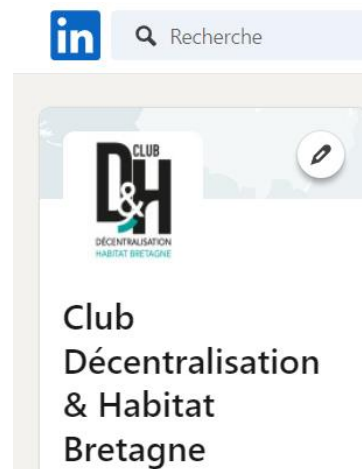 in
Recherche
CLUB
D&H
DÉCENTRALISATION
HABITAT BRETAGNE
Club
Décentralisation
& Habitat
Bretagne